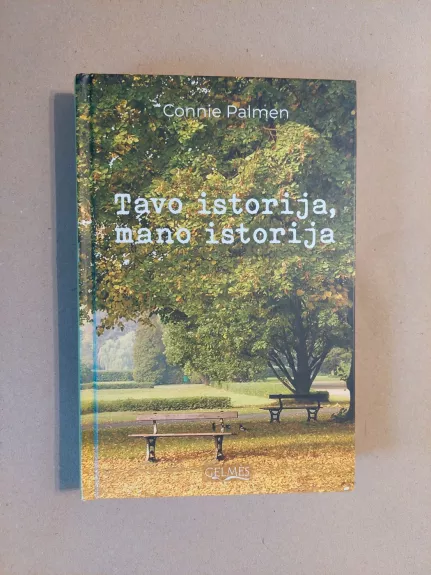 Connie Palmen
Tavo istorija,
mano istorija
GELMĖS